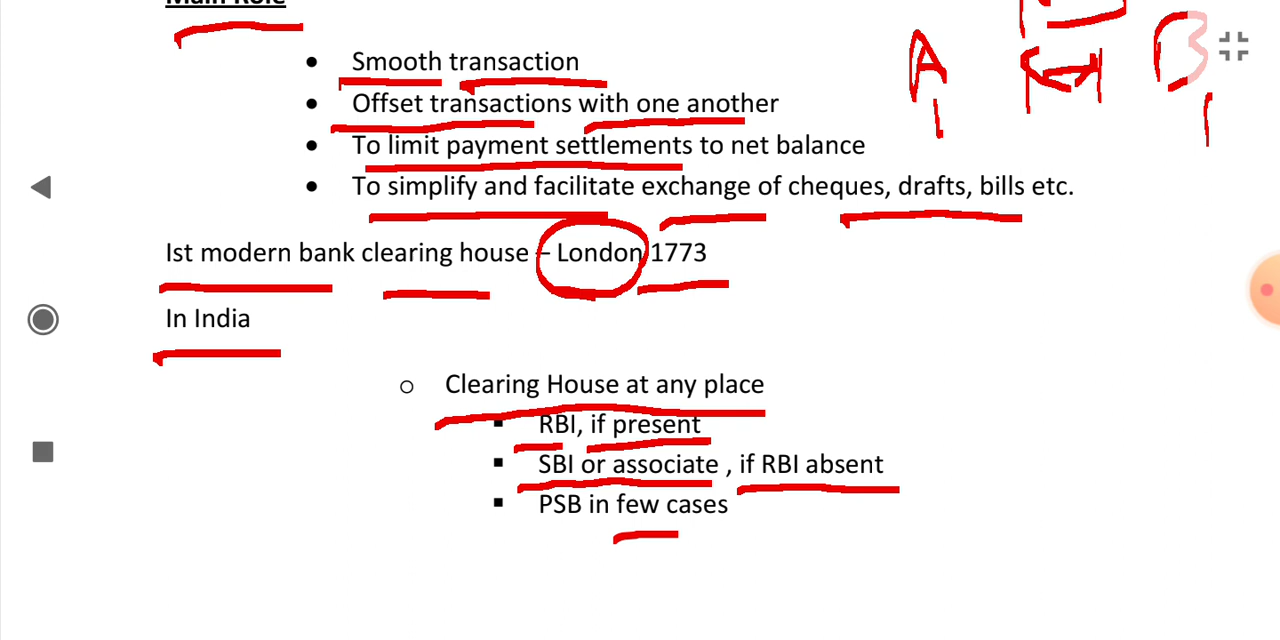 Main Role
• Smooth transaction
• Offset transactions with one another
• To limit payment settlements to net balance
• To simplify and facilitate exchange of cheques, drafts, bills etc.
A B
Ist modern bank clearing house – London 1773
In India
o Clearing House at any place
▪ RBI, if present
▪ SBI or associate , if RBI absent
▪ PSB in few cases